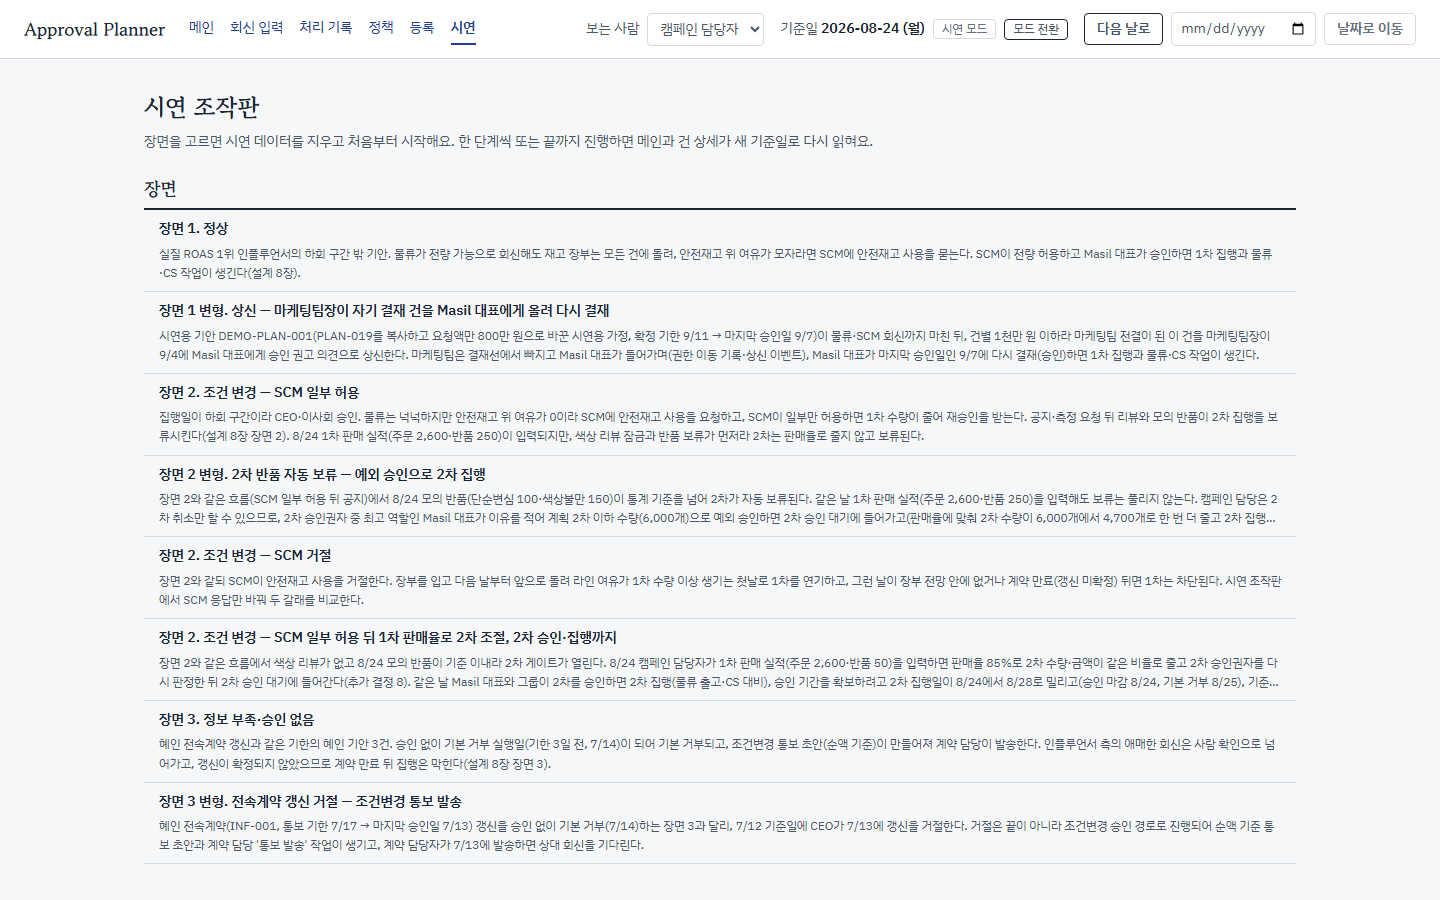 Approval Planner 메인 회신 입력 처리 기록 정책 등록 시연 보는 사람 캠페인 담당자 기준일 2026-08-24 (월) 시연 모드 모드 전환 다음 날로 mm/dd/yyyy 날짜로 이동
시연 조작판
장면을 고르면 시연 데이터를 지우고 처음부터 시작해요. 한 단계씩 또는 끝까지 진행하면 메인과 건 상세가 새 기준일로 다시 읽혀요.
장면
장면 1. 정상
실질 ROAS 1위 인플루언서의 하회 구간 밖 기안. 물류가 전량 가능으로 회신해도 재고 장부는 모든 건에 돌려, 안전재고 위 여유가 모자라면 SCM에 안전재고 사용을 묻는다. SCM이 전량 허용하고 Masil 대표가 승인하면 1차 집행과 물류
·CS 작업이 생긴다(설계 8장).
장면 1 변형. 상신 — 마케팅팀장이 자기 결재 건을 Masil 대표에게 올려 다시 결재
시연용 기안 DEMO-PLAN-001(PLAN-019를 복사하고 요청액만 800만 원으로 바꾼 시연용 가정, 확정 기한 9/11 → 마지막 승인일 9/7)이 물류·SCM 회신까지 마친 뒤, 건별 1천만 원 이하라 마케팅팀 전결이 된 이 건을 마케팅팀장이
9/4에 Masil 대표에게 승인 권고 의견으로 상신한다. 마케팅팀은 결재선에서 빠지고 Masil 대표가 들어가며(권한 이동 기록·상신 이벤트), Masil 대표가 마지막 승인일인 9/7에 다시 결재(승인)하면 1차 집행과 물류·CS 작업이 생긴다.
장면 2. 조건 변경 — SCM 일부 허용
집행일이 하회 구간이라 CEO·이사회 승인. 물류는 넉넉하지만 안전재고 위 여유가 0이라 SCM에 안전재고 사용을 요청하고, SCM이 일부만 허용하면 1차 수량이 줄어 재승인을 받는다. 공지·측정 요청 뒤 리뷰와 모의 반품이 2차 집행을 보
류시킨다(설계 8장 장면 2). 8/24 1차 판매 실적(주문 2,600·반품 250)이 입력되지만, 색상 리뷰 잠금과 반품 보류가 먼저라 2차는 판매율로 줄지 않고 보류된다.
장면 2 변형. 2차 반품 자동 보류 — 예외 승인으로 2차 집행
장면 2와 같은 흐름(SCM 일부 허용 뒤 공지)에서 8/24 모의 반품(단순변심 100·색상불만 150)이 통계 기준을 넘어 2차가 자동 보류된다. 같은 날 1차 판매 실적(주문 2,600·반품 250)을 입력해도 보류는 풀리지 않는다. 캠페인 담당은 2
차 취소만 할 수 있으므로, 2차 승인권자 중 최고 역할인 Masil 대표가 이유를 적어 계획 2차 이하 수량(6,000개)으로 예외 승인하면 2차 승인 대기에 들어가고(판매율에 맞춰 2차 수량이 6,000개에서 4,700개로 한 번 더 줄고 2차 집행…
장면 2. 조건 변경 — SCM 거절
장면 2와 같되 SCM이 안전재고 사용을 거절한다. 장부를 입고 다음 날부터 앞으로 돌려 라인 여유가 1차 수량 이상 생기는 첫날로 1차를 연기하고, 그런 날이 장부 전망 안에 없거나 계약 만료(갱신 미확정) 뒤면 1차는 차단된다. 시연 조작판
에서 SCM 응답만 바꿔 두 갈래를 비교한다.
장면 2. 조건 변경 — SCM 일부 허용 뒤 1차 판매율로 2차 조절, 2차 승인·집행까지
장면 2와 같은 흐름에서 색상 리뷰가 없고 8/24 모의 반품이 기준 이내라 2차 게이트가 열린다. 8/24 캠페인 담당자가 1차 판매 실적(주문 2,600·반품 50)을 입력하면 판매율 85%로 2차 수량·금액이 같은 비율로 줄고 2차 승인권자를 다
시 판정한 뒤 2차 승인 대기에 들어간다(추가 결정 8). 같은 날 Masil 대표와 그룹이 2차를 승인하면 2차 집행(물류 출고·CS 대비), 승인 기간을 확보하려고 2차 집행일이 8/24에서 8/28로 밀리고(승인 마감 8/24, 기본 거부 8/25), 기준…
장면 3. 정보 부족·승인 없음
혜인 전속계약 갱신과 같은 기한의 혜인 기안 3건. 승인 없이 기본 거부 실행일(기한 3일 전, 7/14)이 되어 기본 거부되고, 조건변경 통보 초안(순액 기준)이 만들어져 계약 담당이 발송한다. 인플루언서 측의 애매한 회신은 사람 확인으로 넘
어가고, 갱신이 확정되지 않았으므로 계약 만료 뒤 집행은 막힌다(설계 8장 장면 3).
장면 3 변형. 전속계약 갱신 거절 — 조건변경 통보 발송
혜인 전속계약(INF-001, 통보 기한 7/17 → 마지막 승인일 7/13) 갱신을 승인 없이 기본 거부(7/14)하는 장면 3과 달리, 7/12 기준일에 CEO가 7/13에 갱신을 거절한다. 거절은 끝이 아니라 조건변경 승인 경로로 진행되어 순액 기준 통
보 초안과 계약 담당 '통보 발송' 작업이 생기고, 계약 담당자가 7/13에 발송하면 상대 회신을 기다린다.